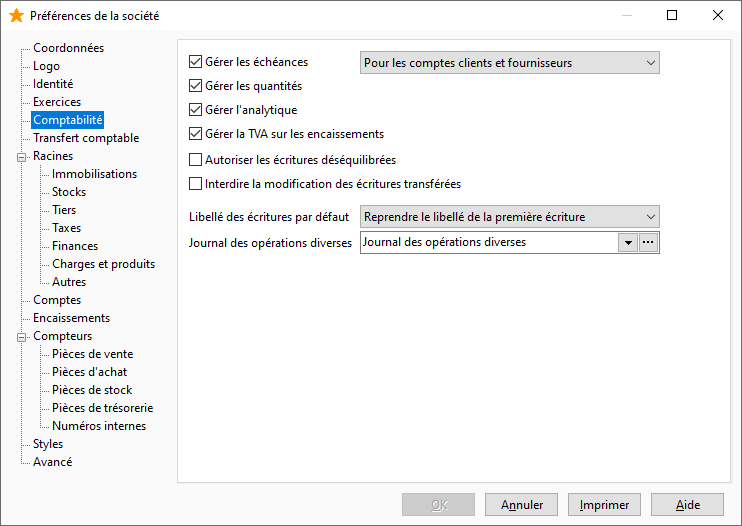 Préférences de la société
Coordonnées
Logo
Identité
Exercices
Comptabilité
Transfert comptable
Racines
Immobilisations
Stocks
Tiers
Taxes
Finances
Charges et produits
Autres
Comptes
Encaissements
Compteurs
Pièces de vente
Pièces d'achat
Pièces de stock
Pièces de trésorerie
Numéros internes
Styles
Avancé
Gérer les échéances Pour les comptes clients et fournisseurs
Gérer les quantités
Gérer l'analytique
Gérer la TVA sur les encaissements
Autoriser les écritures déséquilibrées
Interdire la modification des écritures transférées
Libellé des écritures par défaut Reprendre le libellé de la première écriture
Journal des opérations diverses Journal des opérations diverses
OK Annuler Imprimer Aide